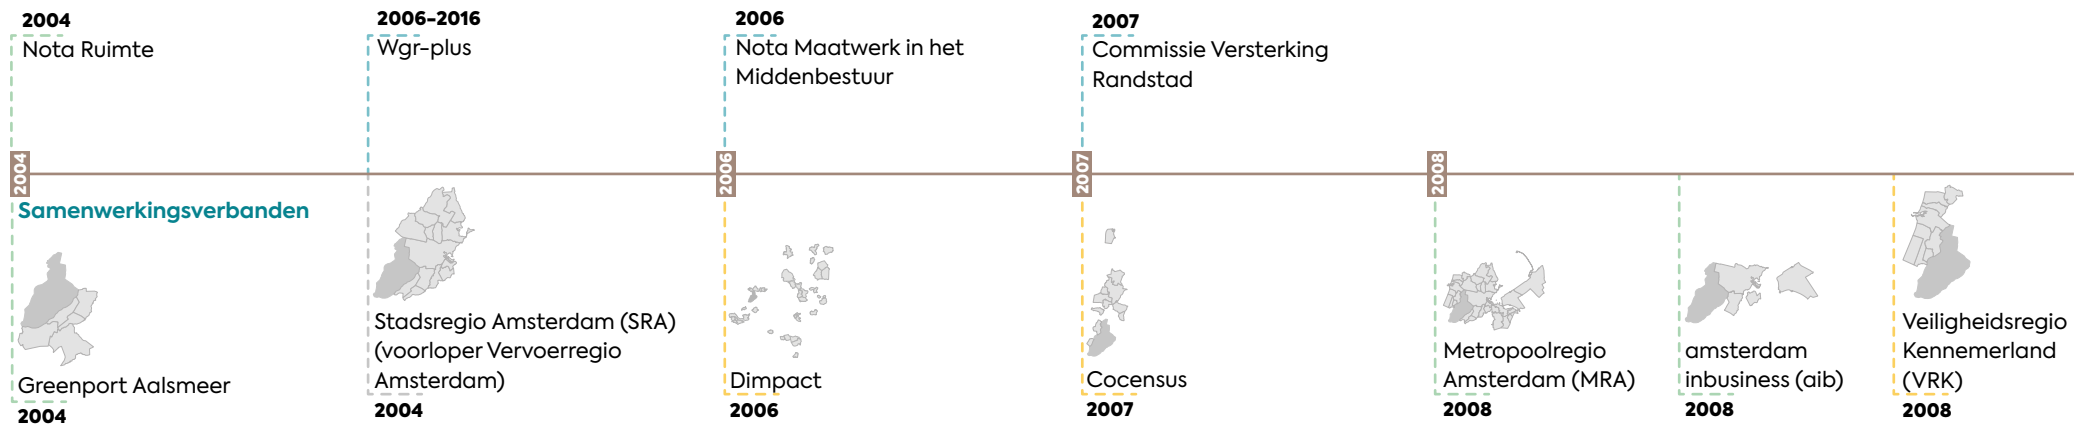 2004
Nota Ruimte
2006-2016
Wgr-plus
2006
Nota Maatwerk in het
Middenbestuur
2007
Commissie Versterking
Randstad
2004
2006
2007
2008
Samenwerkingsverbanden
Greenport Aalsmeer
2004
Stadsregio Amsterdam (SRA)
(voorloper Vervoerregio
Amsterdam)
2004
Dimpact
2006
Cocensus
2007
Metropoolregio
Amsterdam (MRA)
2008
amsterdam
inbusiness (aib)
2008
Veiligheidsregio
Kennemerland
(VRK)
2008